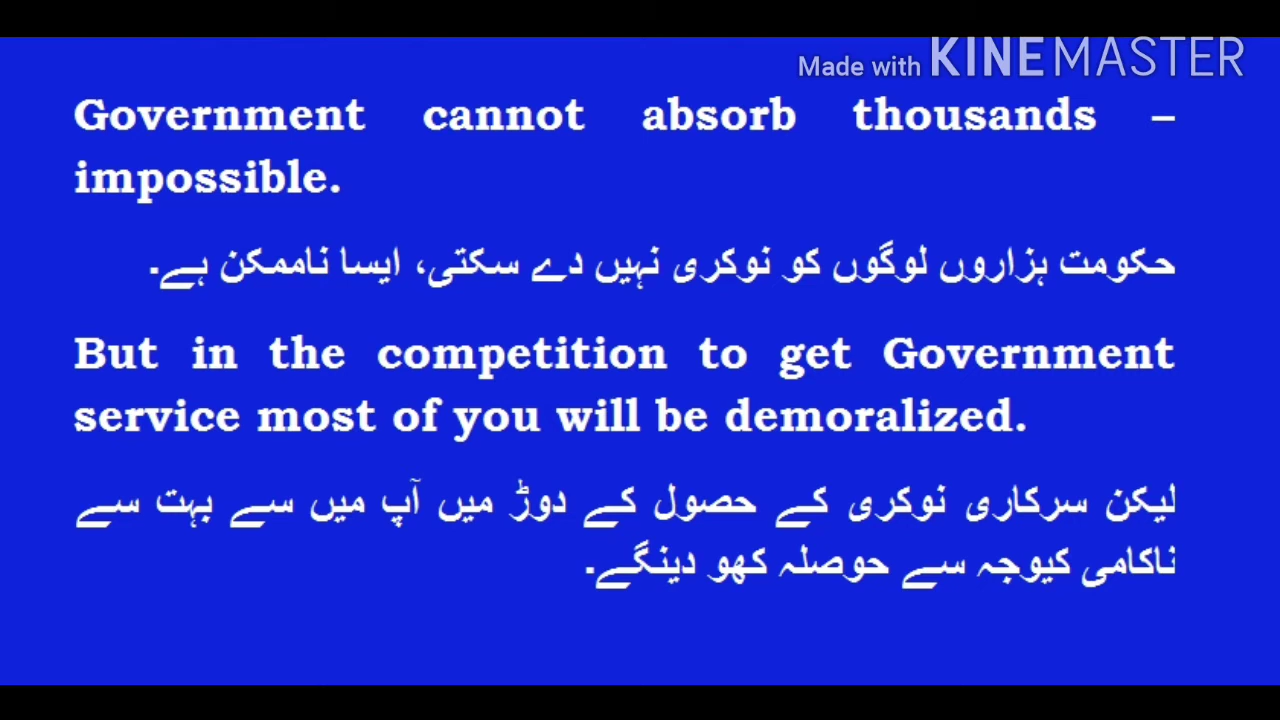 Made with KINEMASTER
Government cannot absorb thousands –
impossible.
حکومت ہزاروں لوگوں کو نوکری نہیں دے سکتی، ایسا ناممکن ہے۔
But in the competition to get Government
service most of you will be demoralized.
لیکن سرکاری نوکری کے حصول کے دوڑ میں آپ میں سے بہت سے
ناکامی کیوجہ سے حوصلہ کھو دینگے۔